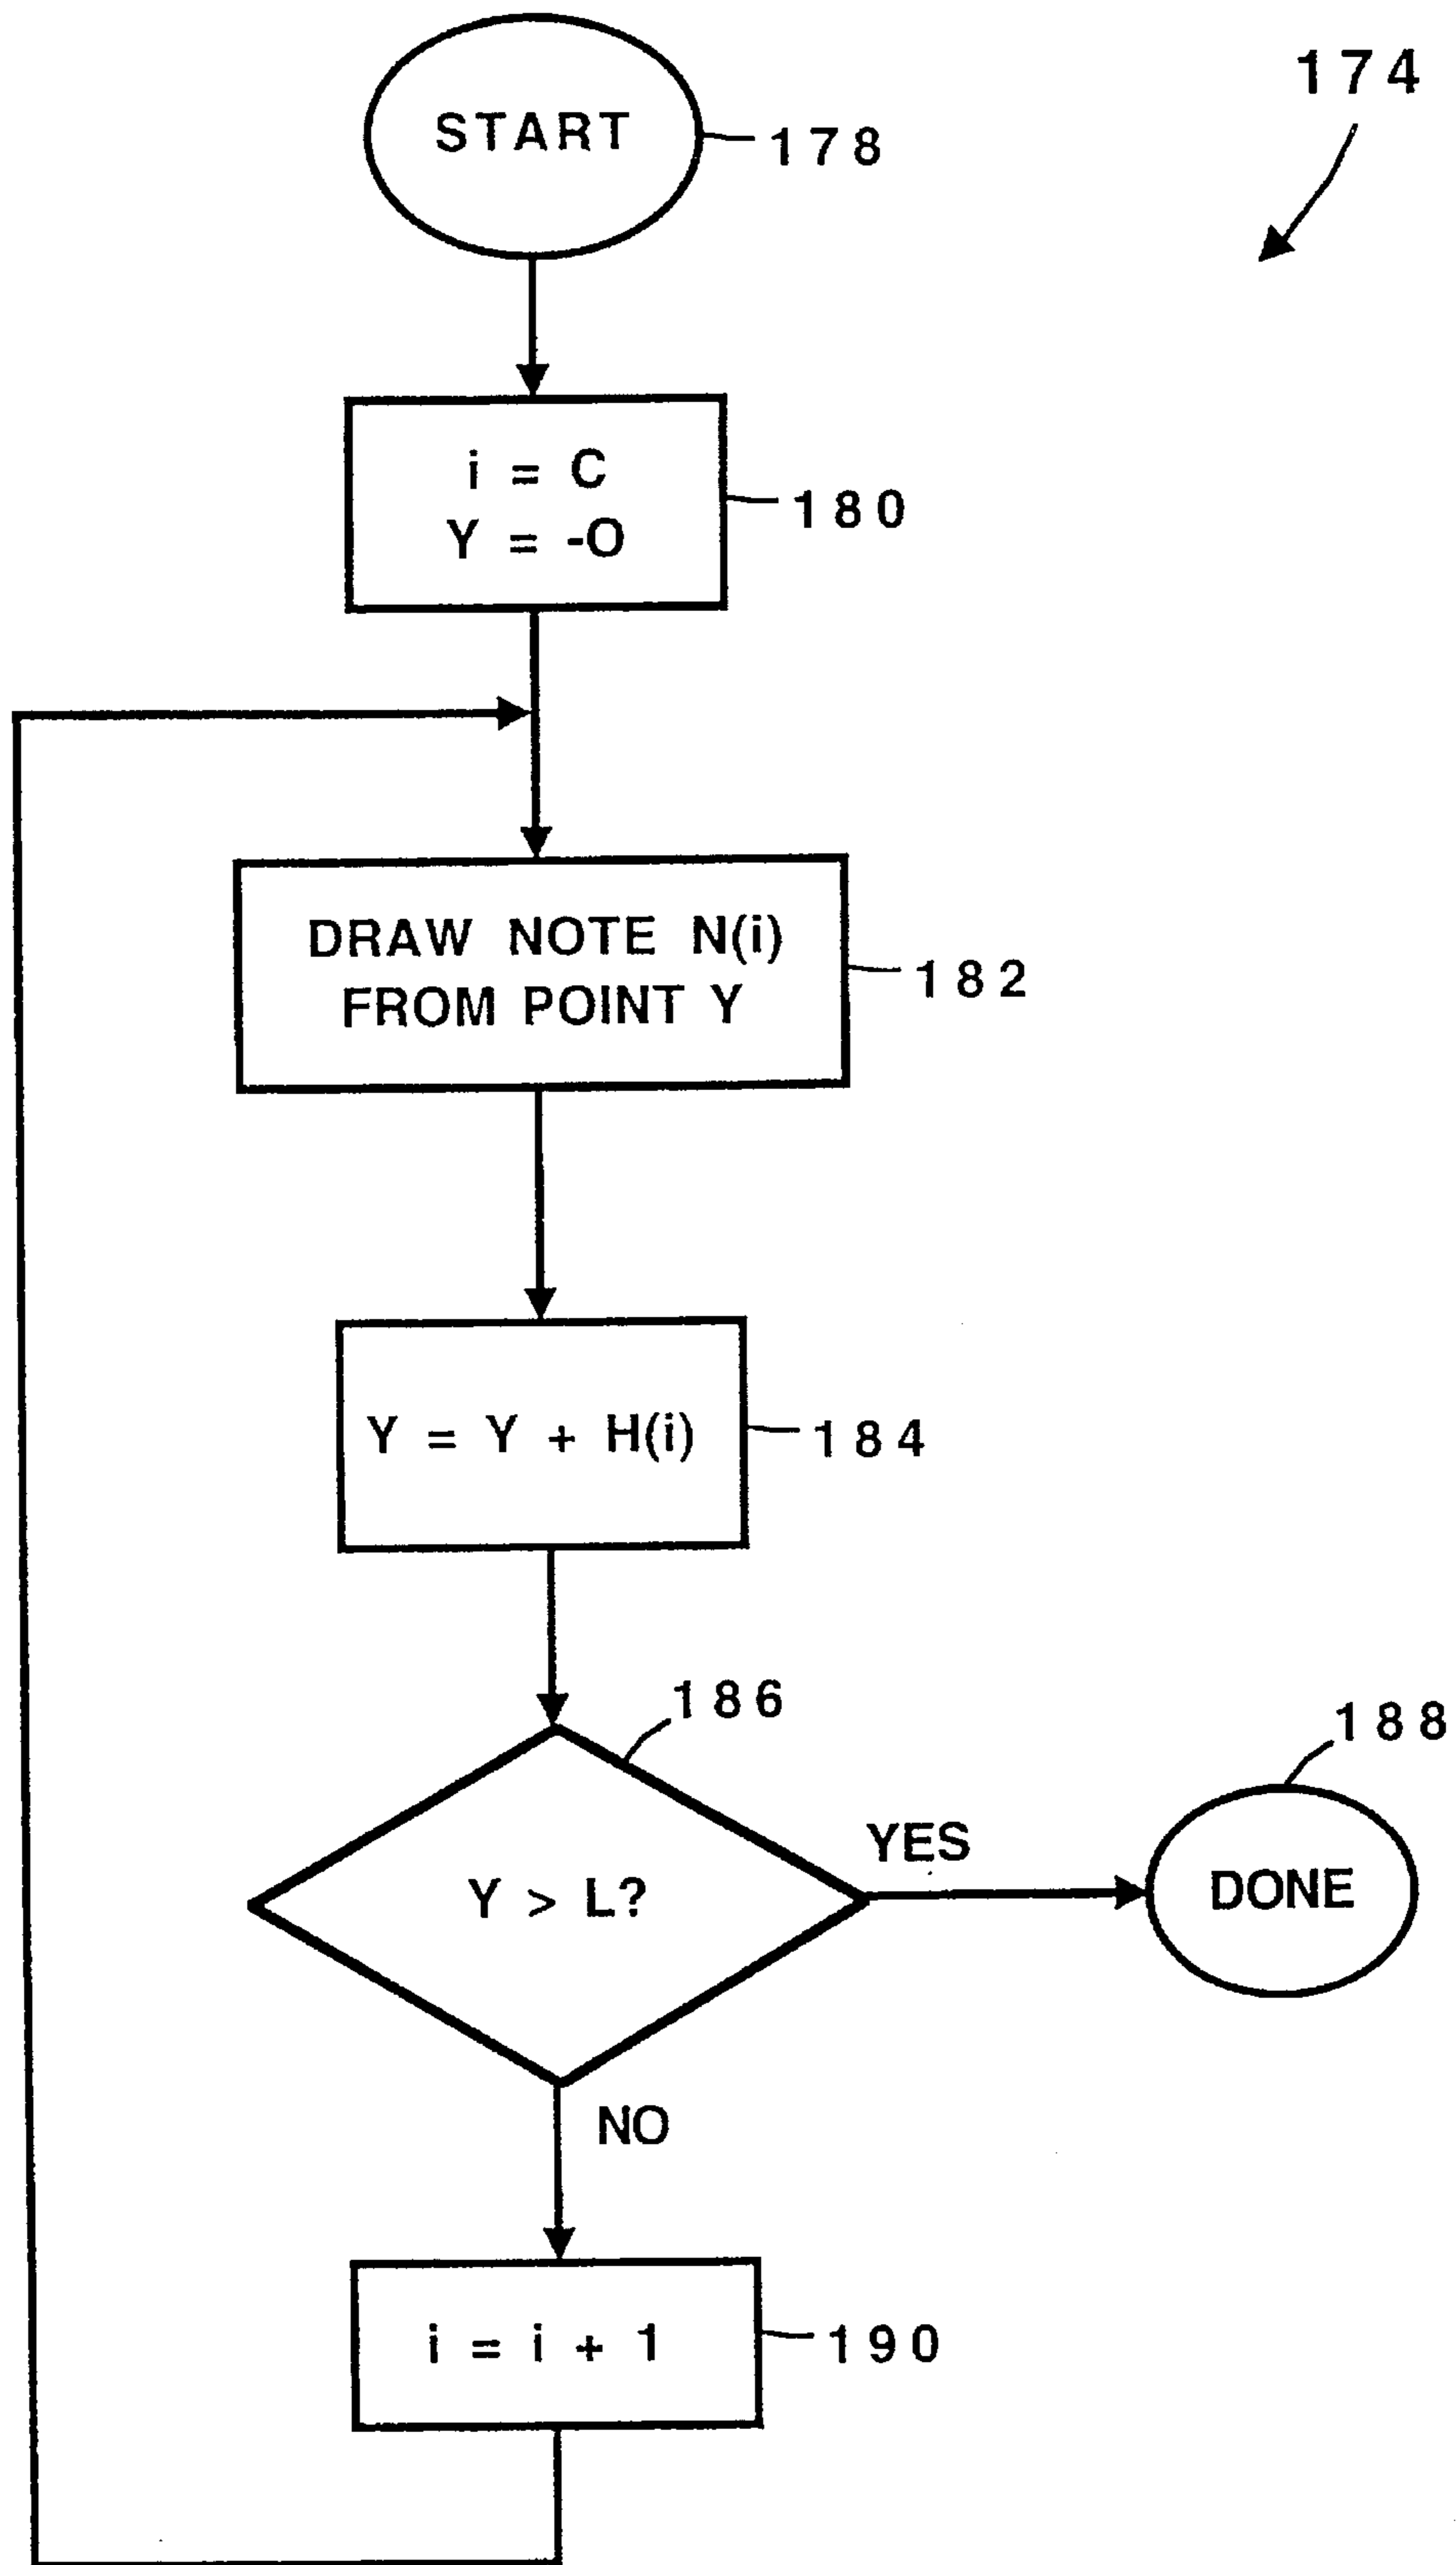 174
START
178
i = C
Y = -O
180
DRAW NOTE N(i)
FROM POINT Y
182
Y = Y + H(i)
184
186
188
YES
Y > L?
DONE
NO
i = i + 1
190